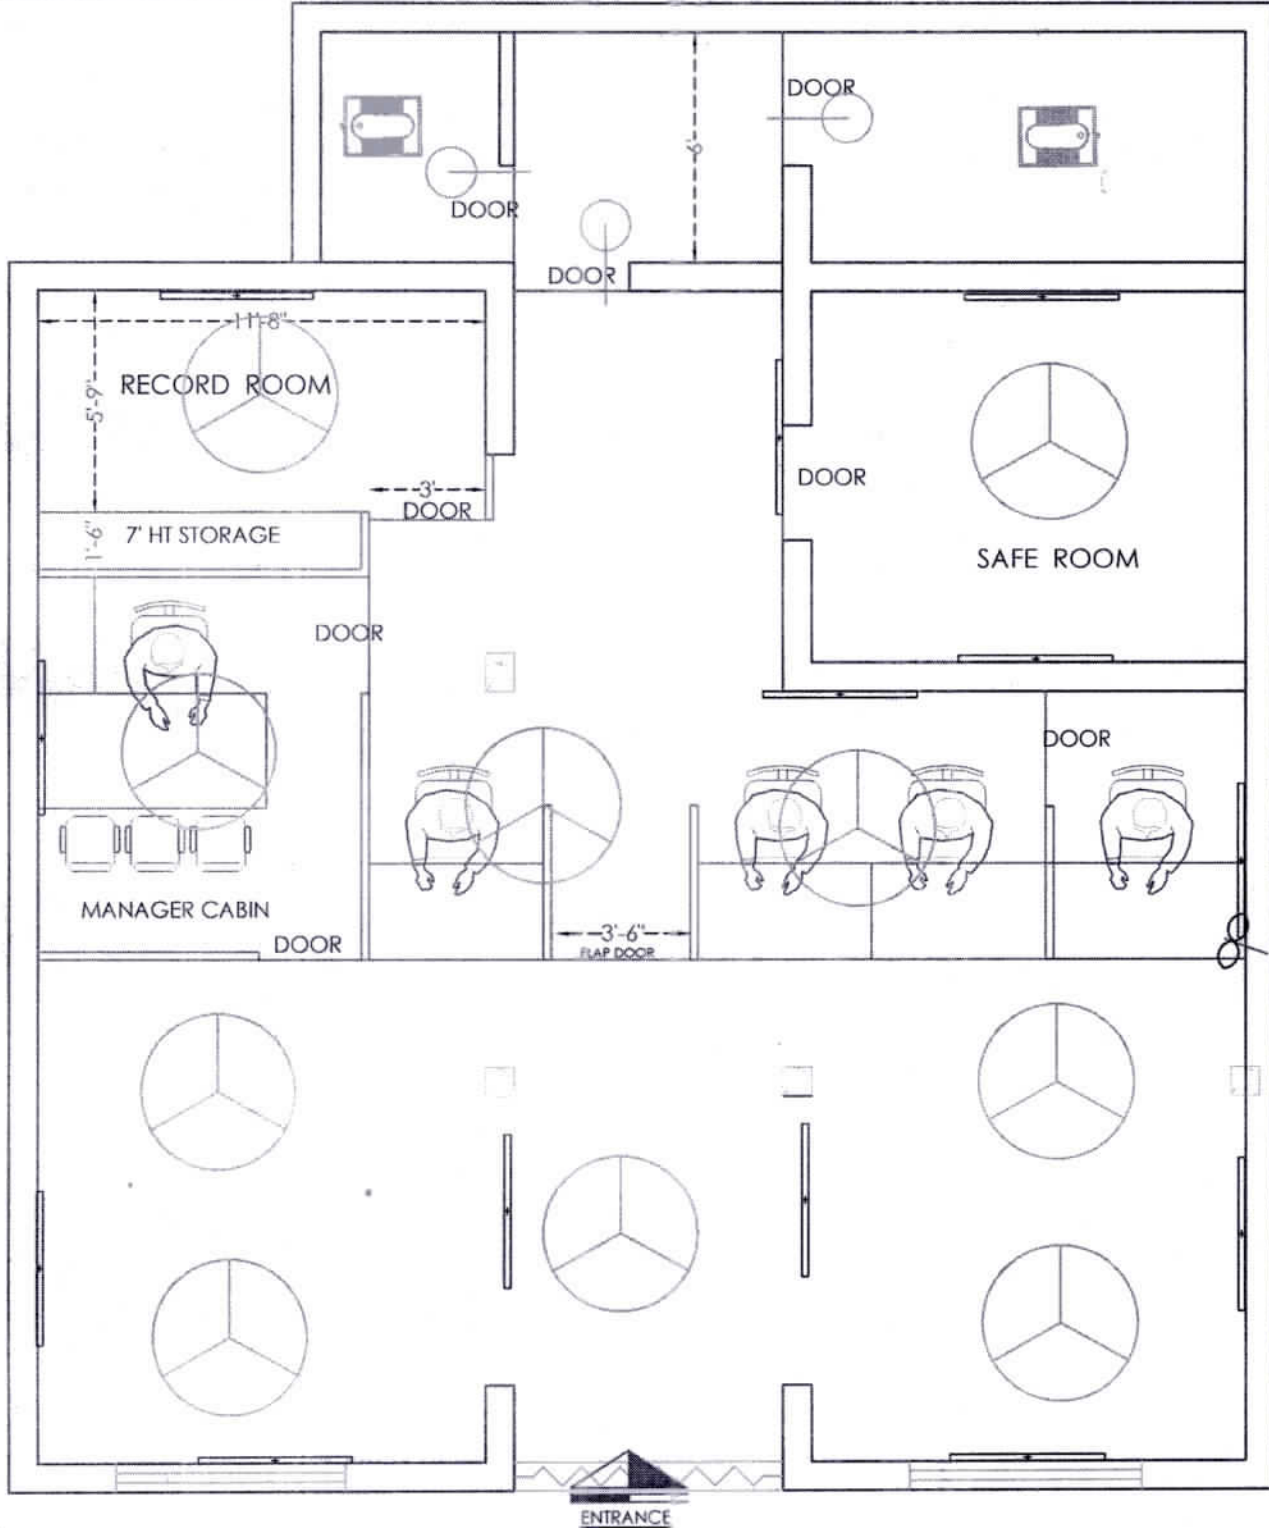 DOOR
6'
DOOR
DOOR
11'-8"
RECORD ROOM
5'-9"
DOOR
3'
DOOR
7' HT STORAGE
1'-6"
SAFE ROOM
DOOR
DOOR
MANAGER CABIN
DOOR
3'-6"
FLAP DOOR
ENTRANCE